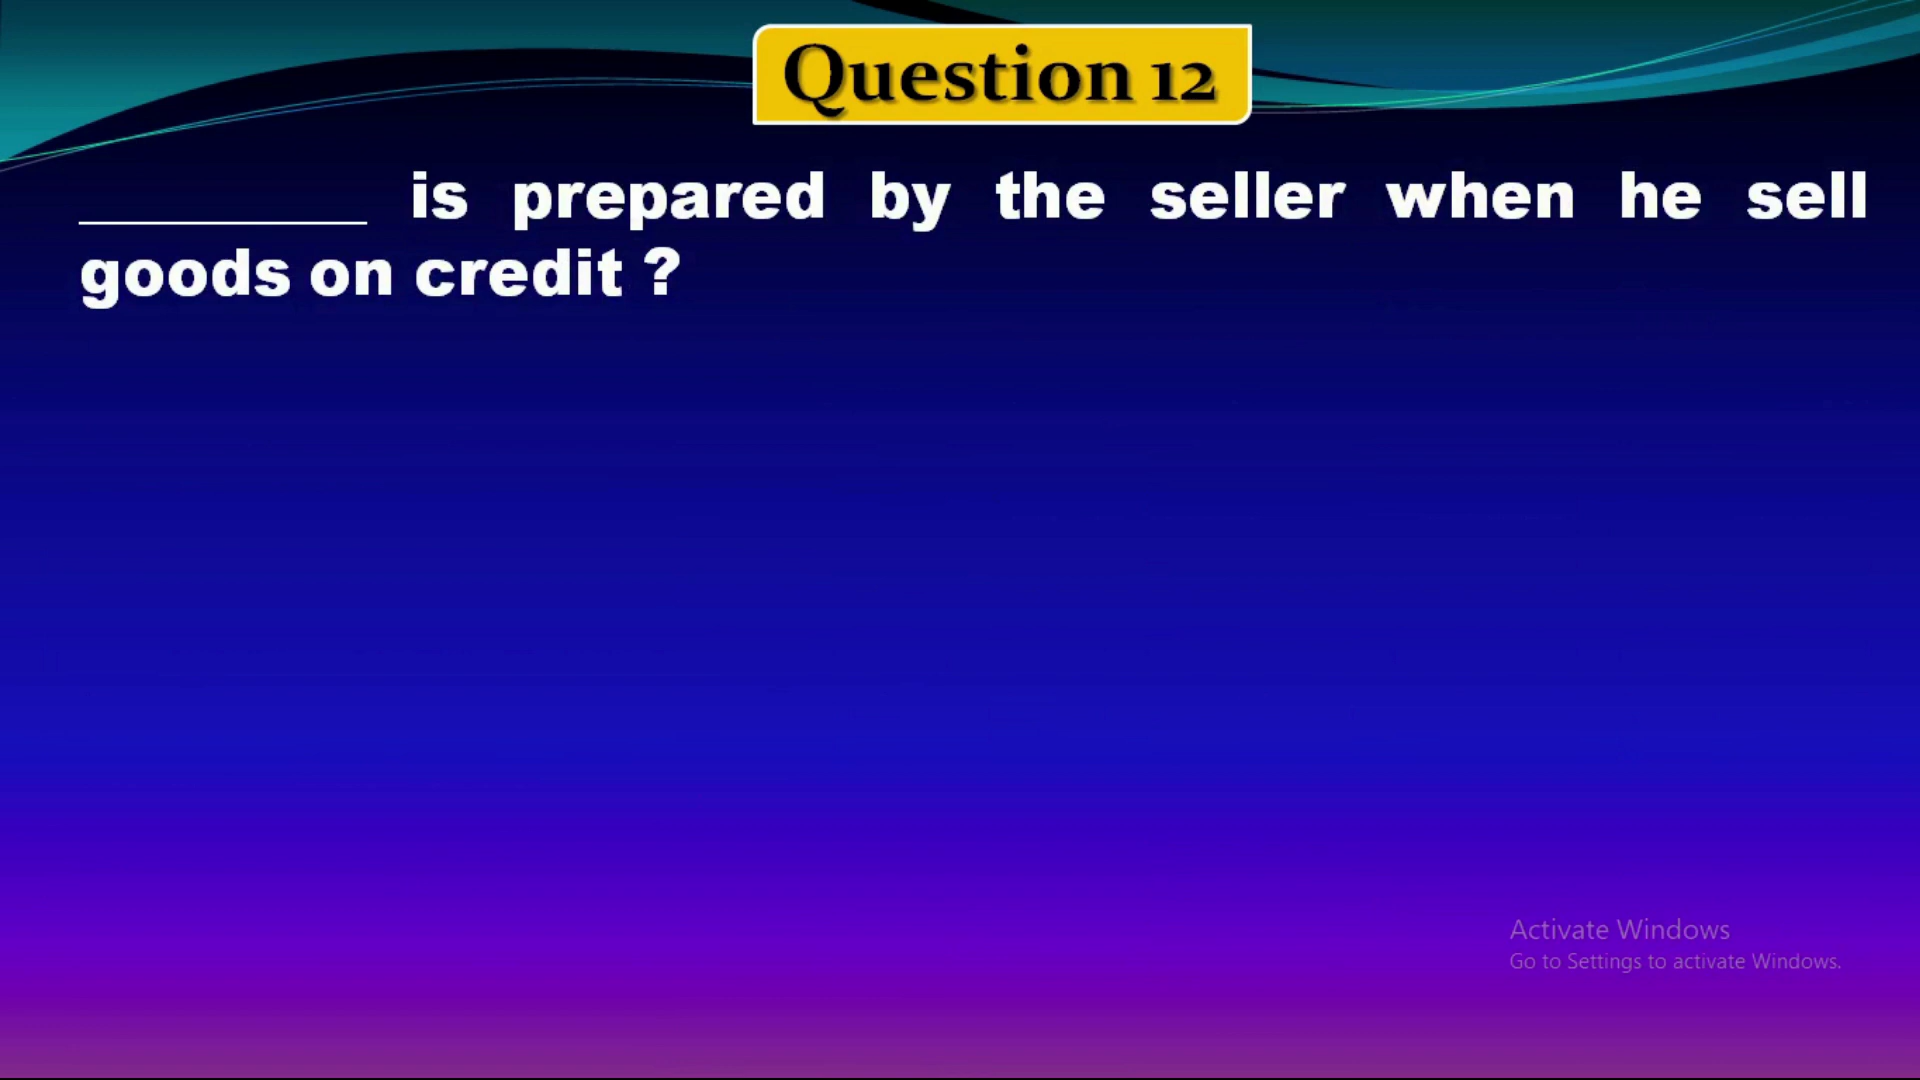 Question 12
_________ is prepared by the seller when he sell
goods on credit ?
Activate Windows
Go to Settings to activate Windows.